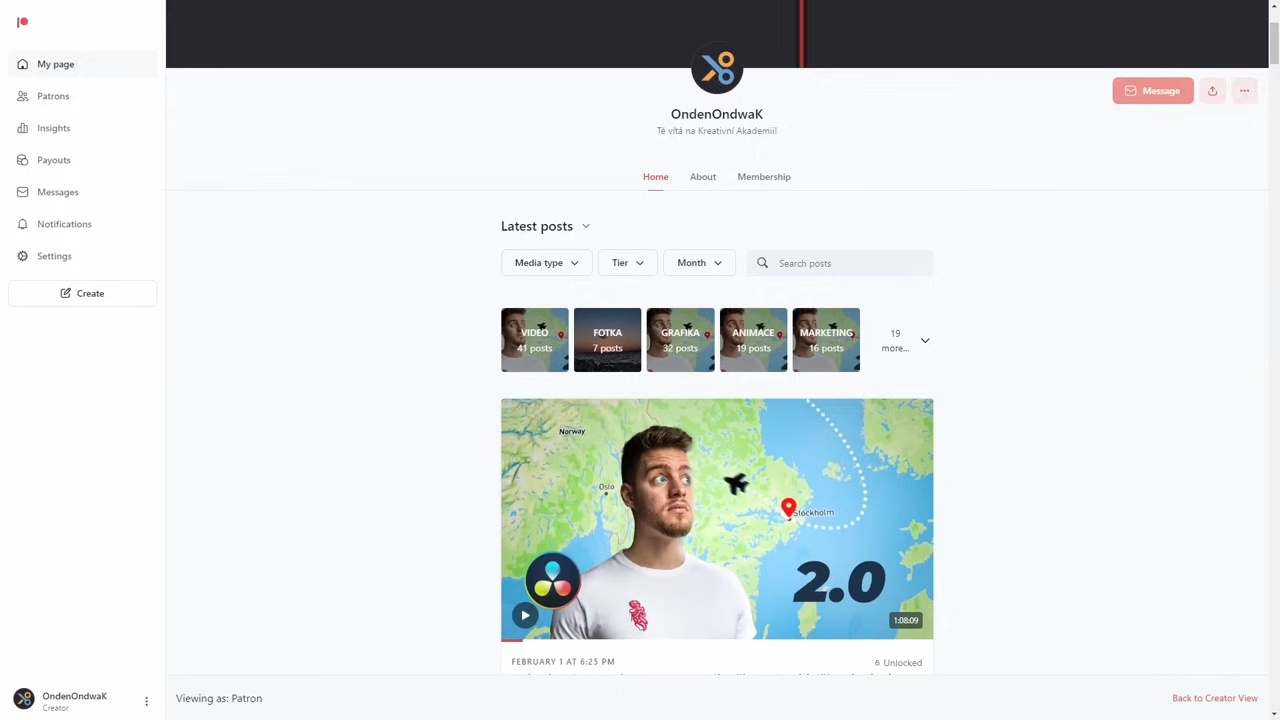 My page
Patrons
Insights
Payouts
Messages
Notifications
Settings
Create
Message
OndenOndwaK
Tě vítá na Kreativní Akademii!
Home
About
Membership
Latest posts
Media type
Tier
Month
Search posts
VIDEO
41 posts
FOTKA
7 posts
GRAFIKA
32 posts
ANIMACE
19 posts
MARKETING
16 posts
19
more...
Norway
Oslo
Stockholm
2.0
1:08:09
FEBRUARY 1 AT 6:25 PM
Unlocked
OndenOndwaK
Creator
Viewing as: Patron
Back to Creator View